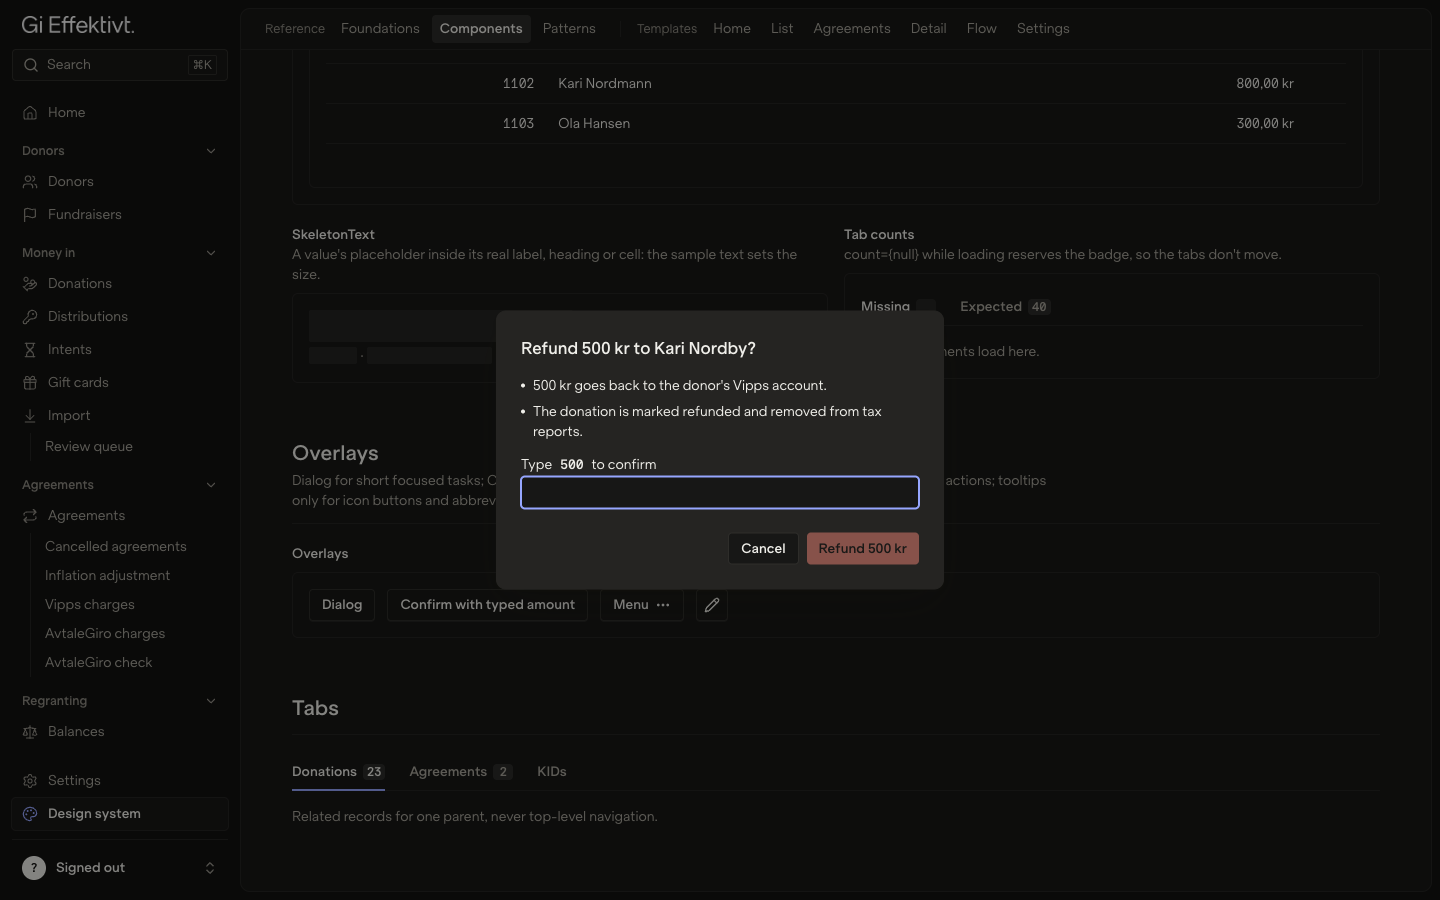 Gi Effektivt.
Search ⌘K
Home
Donors
Donors
Fundraisers
Money in
Donations
Distributions
Intents
Gift cards
Import
Review queue
Agreements
Agreements
Cancelled agreements
Inflation adjustment
Vipps charges
AvtaleGiro charges
AvtaleGiro check
Regranting
Balances
Settings
Design system
? Signed out
Reference Foundations Components Patterns Templates Home List Agreements Detail Flow Settings
1102 Kari Nordmann 800,00 kr
1103 Ola Hansen 300,00 kr
SkeletonText
A value's placeholder inside its real label, heading or cell: the sample text sets the
size.
Tab counts
count={null} while loading reserves the badge, so the tabs don't move.
Missing Expected 40
load here.
Refund 500 kr to Kari Nordby?
• 500 kr goes back to the donor's Vipps account.
• The donation is marked refunded and removed from tax
reports.
Type 500 to confirm
Cancel Refund 500 kr
Overlays
Dialog for short focused tasks; actions; tooltips
only for icon buttons and
Overlays
Dialog Confirm with typed amount Menu ···
Tabs
Donations 23 Agreements 2 KIDs
Related records for one parent, never top-level navigation.